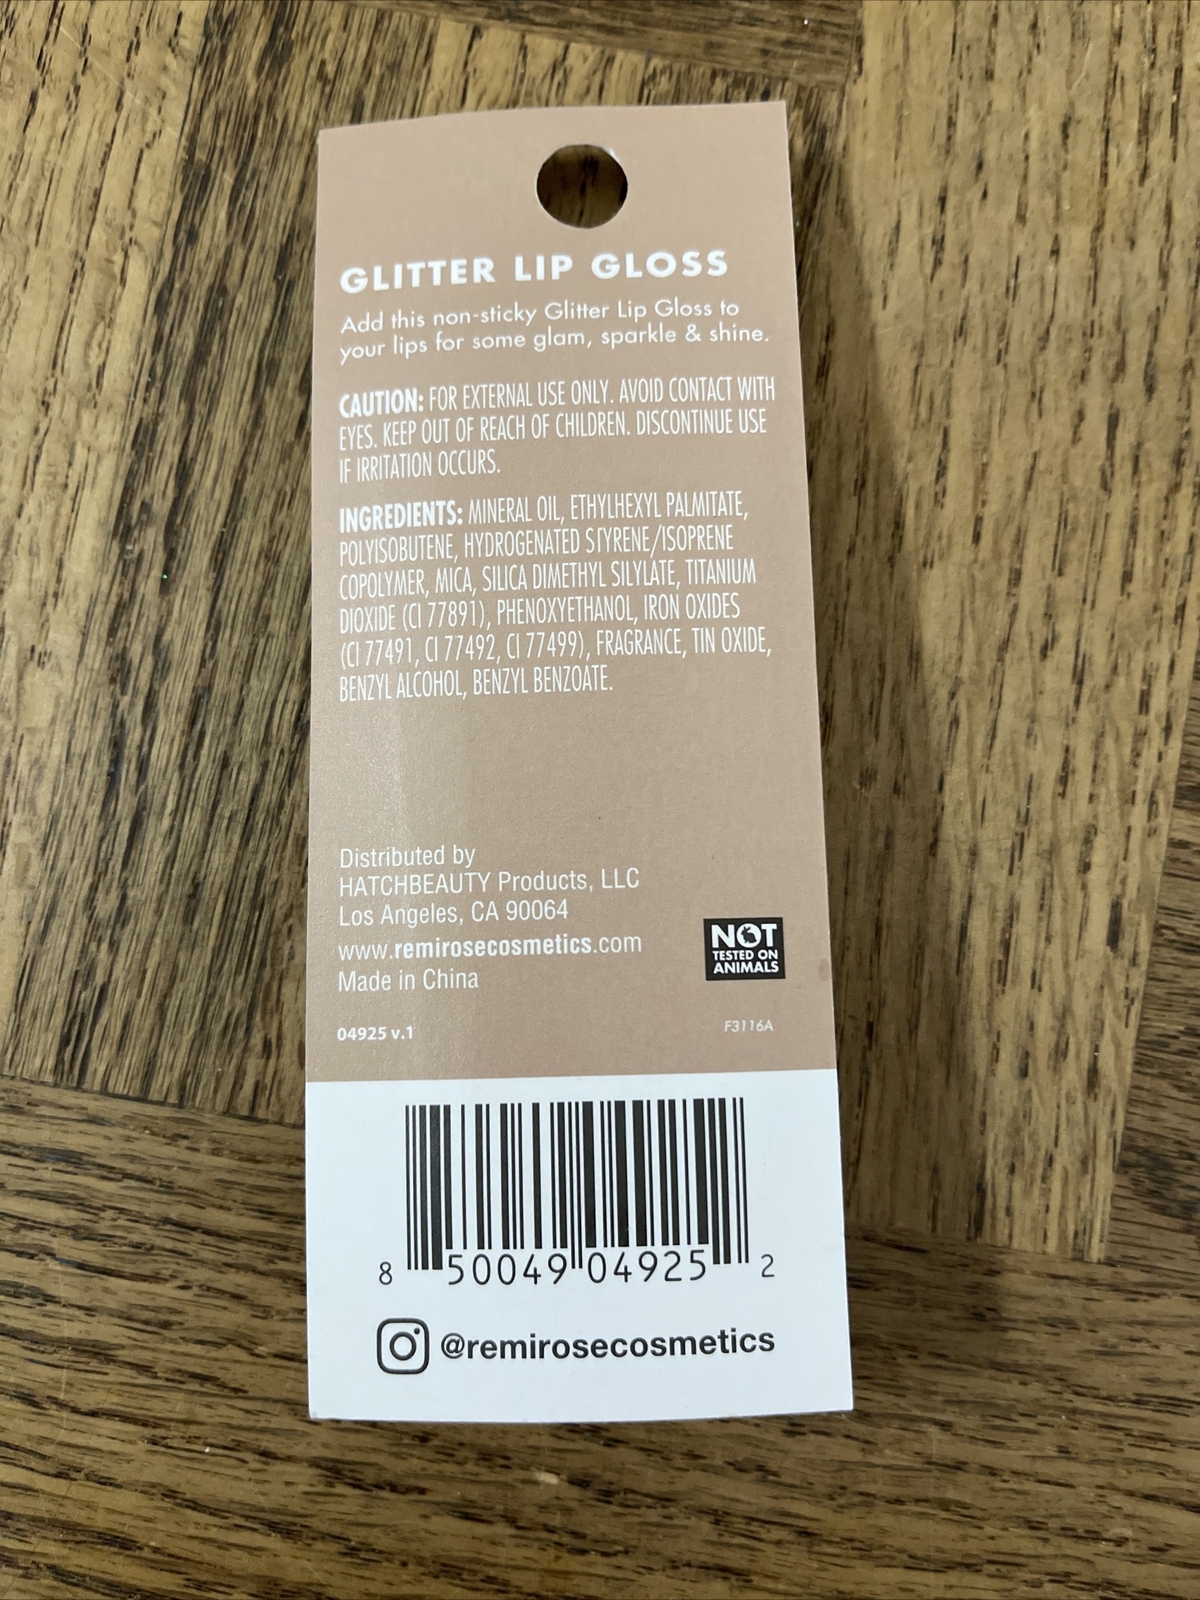 GLITTER LIP GLOSS
Add this non-sticky Glitter Lip Gloss to
your lips for some glam, sparkle & shine.
CAUTION: FOR EXTERNAL USE ONLY. AVOID CONTACT WITH
EYES. KEEP OUT OF REACH OF CHILDREN. DISCONTINUE USE
IF IRRITATION OCCURS.
INGREDIENTS: MINERAL OIL, ETHYLHEXYL PALMITATE,
POLYISOBUTENE, HYDROGENATED STYRENE/ISOPRENE
COPOLYMER, MICA, SILICA DIMETHYL SILYLATE, TITANIUM
DIOXIDE (CI 77891), PHENOXYETHANOL, IRON OXIDES
(CI 77491, CI 77492, CI 77499), FRAGRANCE, TIN OXIDE,
BENZYL ALCOHOL, BENZYL BENZOATE.
Distributed by
HATCHBEAUTY Products, LLC
Los Angeles, CA 90064
www.remirosecosmetics.com
Made in China
NOT
TESTED ON
ANIMALS
04925 v.1
F3116A
8 50049 04925 2
@remirosecosmetics